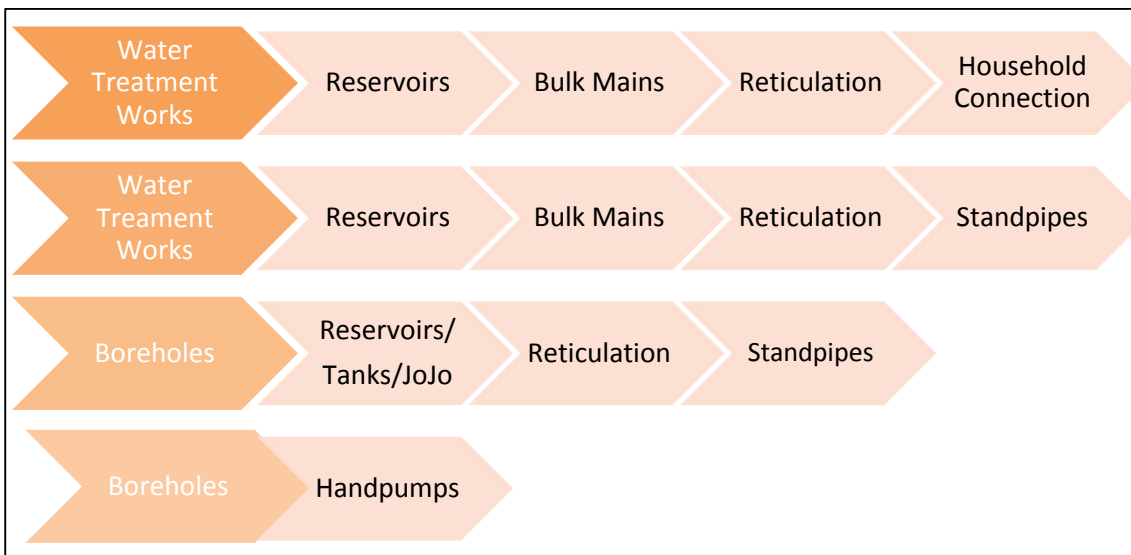 Water
Treatment
Works
Reservoirs
Bulk Mains
Reticulation
Household
Connection
Water
Treament
Works
Reservoirs
Bulk Mains
Reticulation
Standpipes
Boreholes
Reservoirs/
Tanks/JoJo
Reticulation
Standpipes
Boreholes
Handpumps